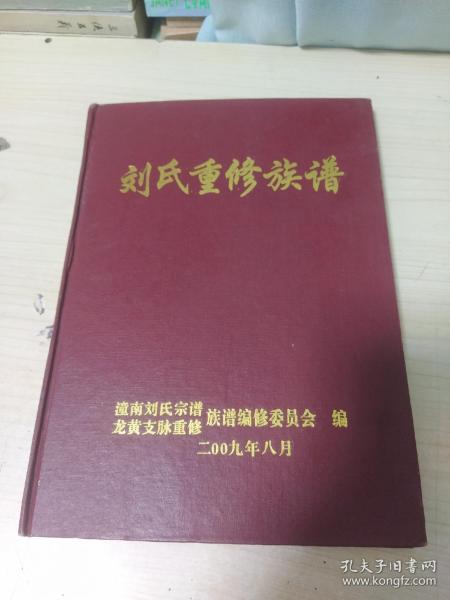 刘氏重修族谱
潼南刘氏宗谱
龙黄支脉重修
族谱编修委员会 编
二00九年八月
孔夫子旧书网
www.kongfz.com